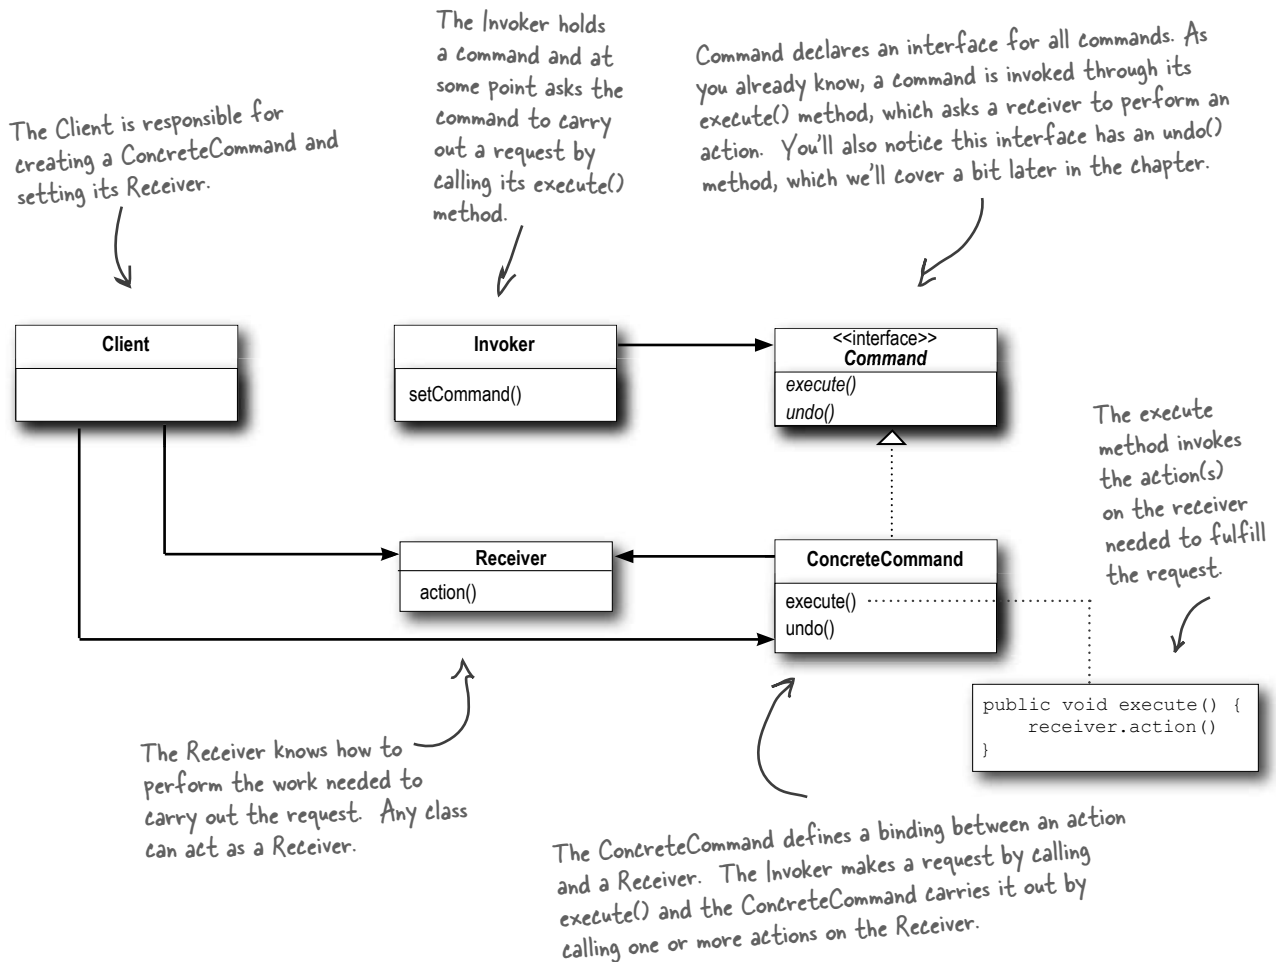 The Invoker holds
a command and at
some point asks the
command to carry
out a request by
calling its execute()
method.
Command declares an interface for all commands. As
you already know, a command is invoked through its
execute() method, which asks a receiver to perform an
action. You'll also notice this interface has an undo()
method, which we'll cover a bit later in the chapter.
The Client is responsible for
creating a ConcreteCommand and
setting its Receiver.
Client
Invoker
setCommand()
<<interface>>
Command
execute()
undo()
The execute
method invokes
the action(s)
on the receiver
needed to fulfill
the request.
Receiver
action()
ConcreteCommand
execute()
undo()
public void execute() {
    receiver.action()
}
The Receiver knows how to
perform the work needed to
carry out the request. Any class
can act as a Receiver.
The ConcreteCommand defines a binding between an action
and a Receiver. The Invoker makes a request by calling
execute() and the ConcreteCommand carries it out by
calling one or more actions on the Receiver.